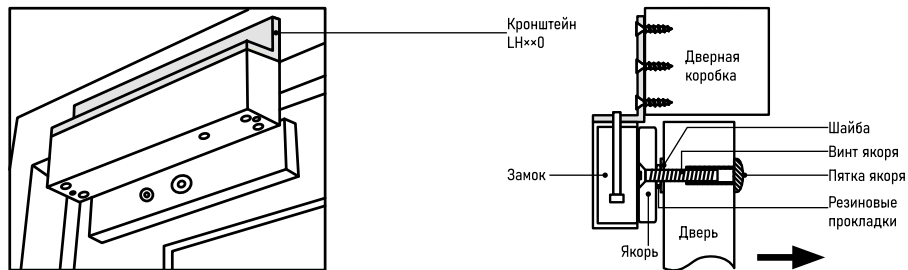 Кронштейн
LH××0
Дверная
коробка
Шайба
Винт якоря
Замок
Пятка якоря
Резиновые
прокладки
Якорь
Дверь